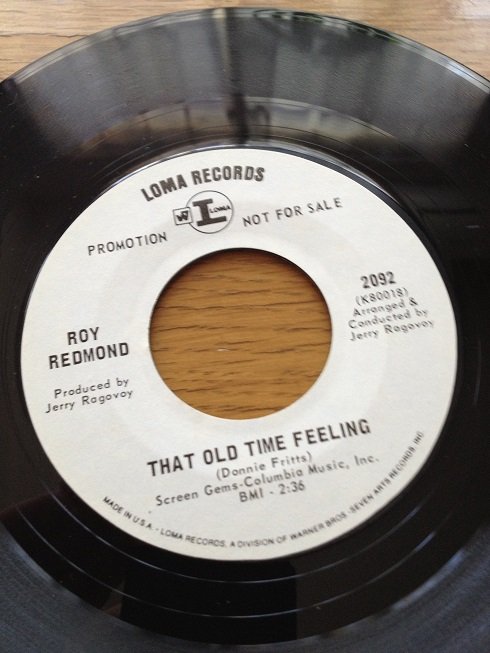 LOMA RECORDS
W7 L LOMA
PROMOTION
NOT FOR SALE
2092
(K80018)
Arranged &
Conducted by
Jerry Ragovoy
ROY
REDMOND
Produced by
Jerry Ragovoy
THAT OLD TIME FEELING
(Donnie Fritts)
Screen Gems-Columbia Music, Inc.
BMI - 2:36
MADE IN U.S.A. - LOMA RECORDS, A DIVISION OF WARNER BROS. - SEVEN ARTS RECORDS, INC.